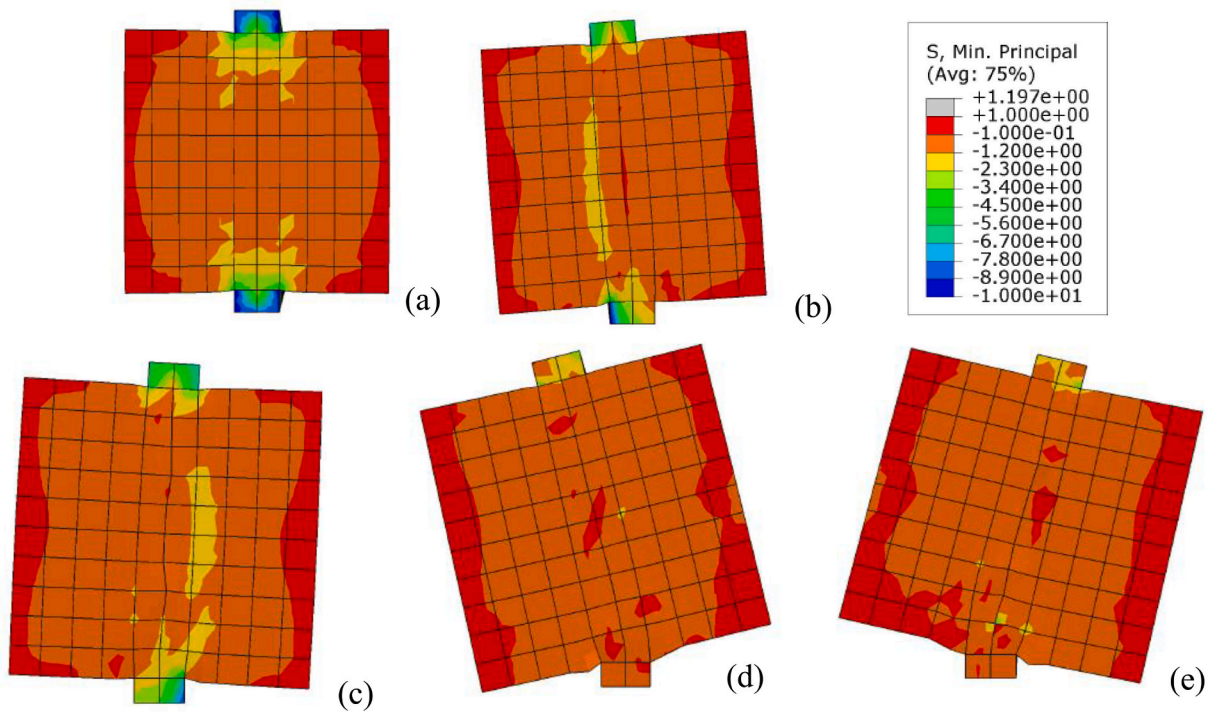 S, Min. Principal
(Avg: 75%)
+1.197e+00
+1.000e+00
-1.000e-01
-1.200e+00
-2.300e+00
-3.400e+00
-4.500e+00
-5.600e+00
-6.700e+00
-7.800e+00
-8.900e+00
-1.000e+01
(a)
(b)
(c)
(d)
(e)